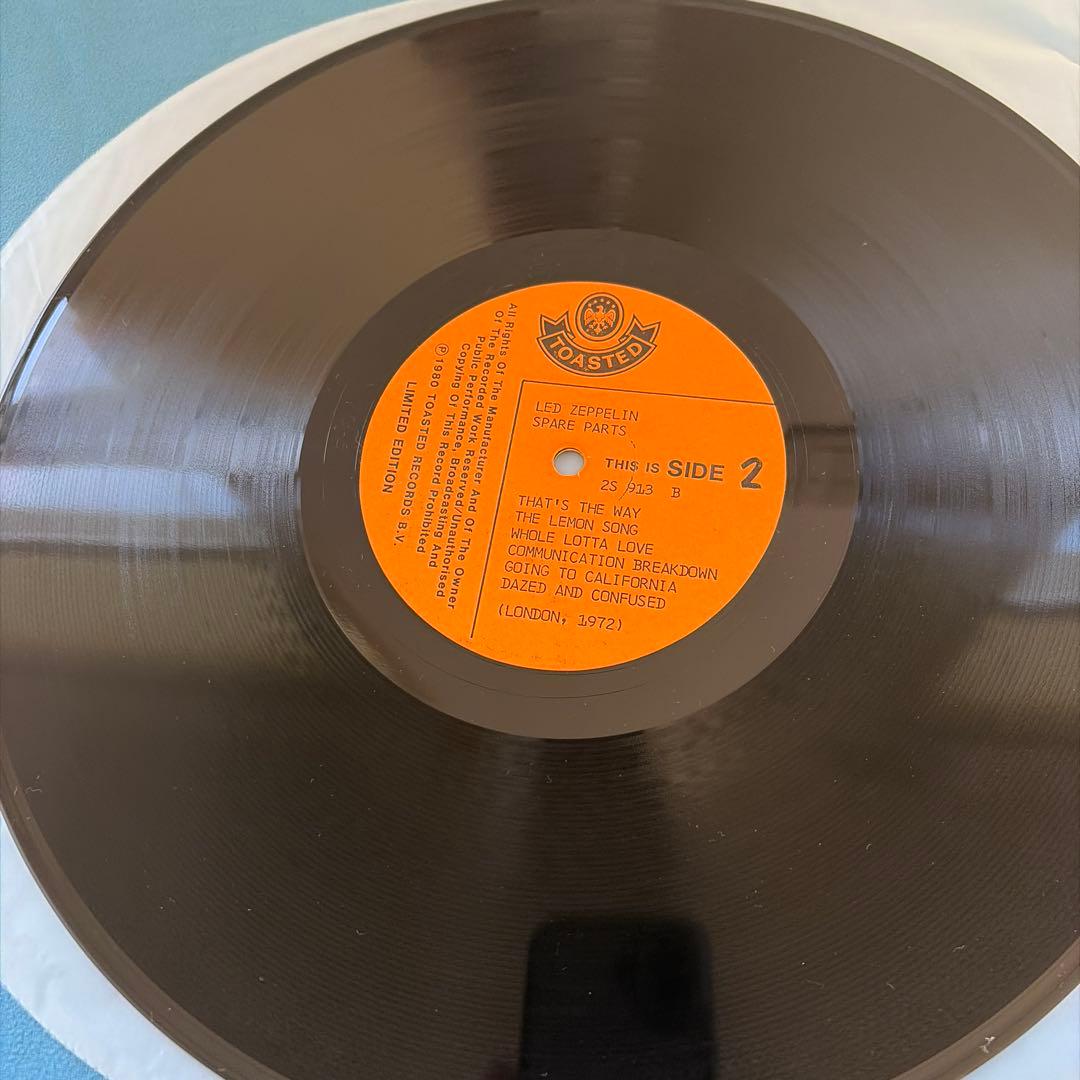 TOASTED
LED ZEPPELIN
SPARE PARTS
THIS IS SIDE 2
2S 913 B
THAT'S THE WAY
THE LEMON SONG
WHOLE LOTTA LOVE
COMMUNICATION BREAKDOWN
GOING TO CALIFORNIA
DAZED AND CONFUSED
(LONDON, 1972)
All Rights Of The Manufacturer And Of The Owner
Of The Recorded Work Reserved/Unauthorised
Public Performance, Broadcasting And
Copying Of This Record Prohibited
℗ 1980 TOASTED RECORDS B.V.
LIMITED EDITION